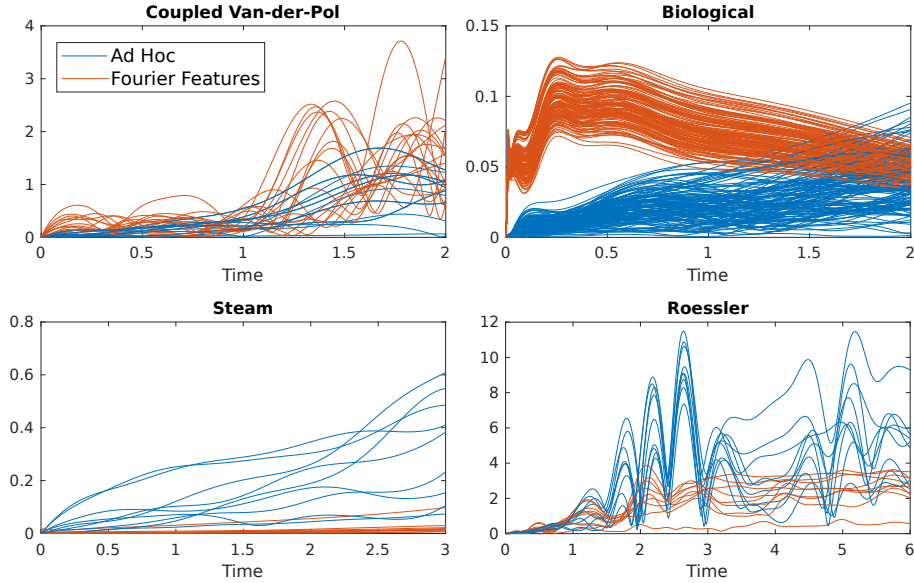 Coupled Van-der-Pol
4
3
2
1
0
Ad Hoc
Fourier Features
0 0.5 1 1.5 2
Time
Biological
0.15
0.1
0.05
0
0 0.5 1 1.5 2
Time
Steam
0.8
0.6
0.4
0.2
0
0 0.5 1 1.5 2 2.5 3
Time
Roessler
12
10
8
6
4
2
0
0 1 2 3 4 5 6
Time